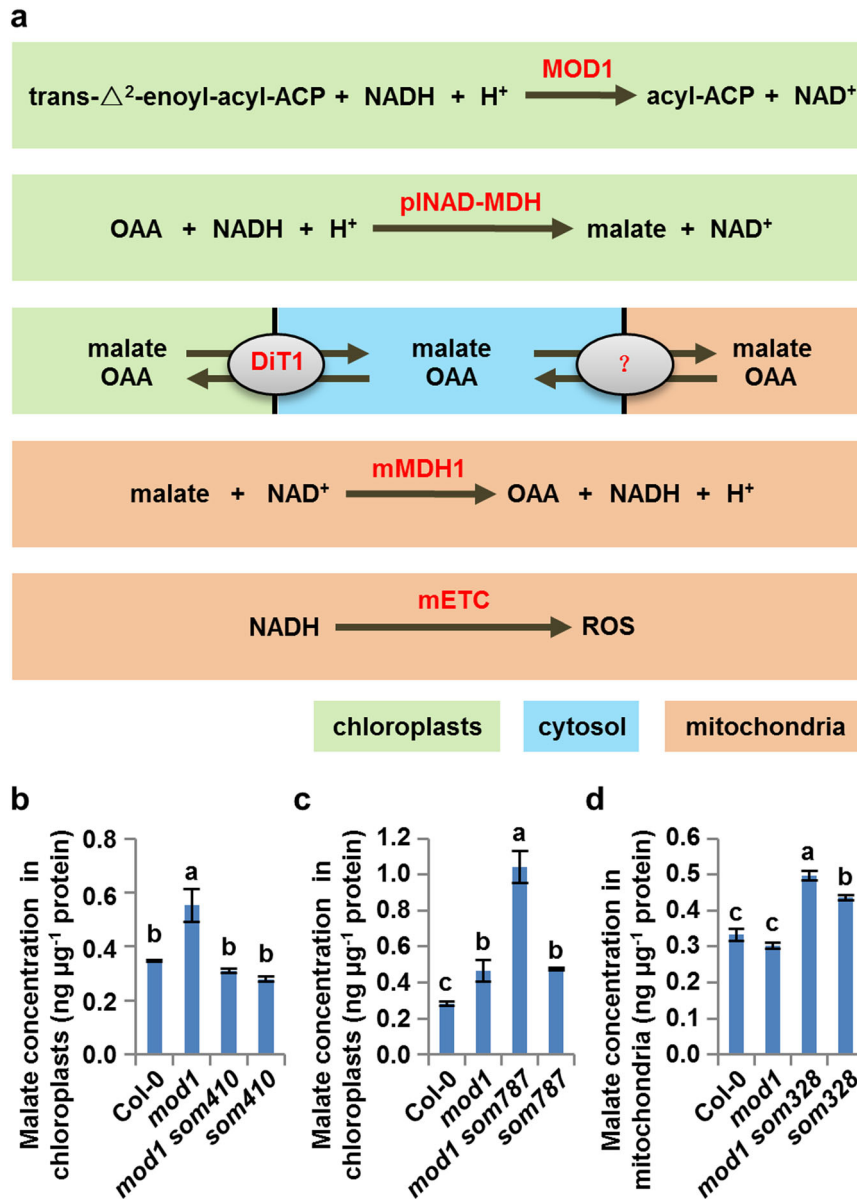 a
MOD1
trans-△²-enoyl-acyl-ACP + NADH + H⁺ acyl-ACP + NAD⁺
plNAD-MDH
OAA + NADH + H⁺ malate + NAD⁺
malate DiT1 malate ? malate
OAA OAA OAA
mMDH1
malate + NAD⁺ OAA + NADH + H⁺
mETC
NADH ROS
chloroplasts cytosol mitochondria
b
Malate concentration in
chloroplasts (ng µg⁻¹ protein)
0.8
0.6
0.4
0.2
0.0
b a b b
Col-0 mod1 mod1 som410 som410
c
Malate concentration in
chloroplasts (ng µg⁻¹ protein)
1.2
1.0
0.8
0.6
0.4
0.2
0.0
c b a b
Col-0 mod1 mod1 som787 som787
d
Malate concentration in
mitochondria (ng µg⁻¹ protein)
0.6
0.5
0.4
0.3
0.2
0.1
0.0
c c a b
Col-0 mod1 mod1 som328 som328